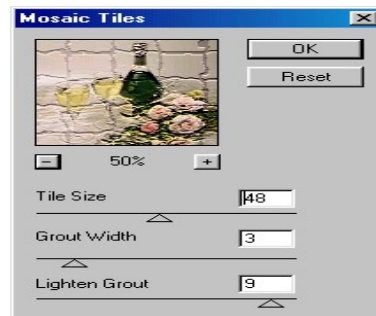 Mosaic Tiles
OK
Reset
- 50% +
Tile Size 48
Grout Width 3
Lighten Grout 9